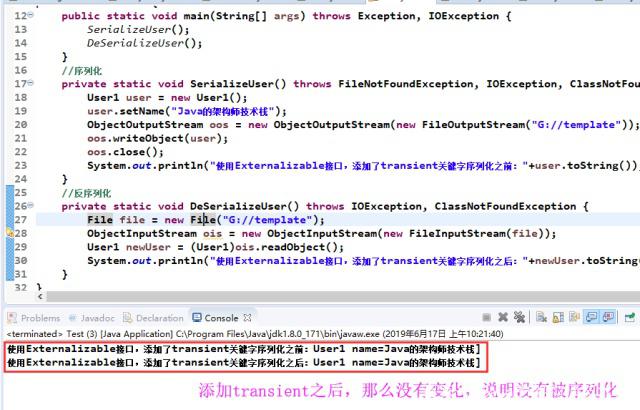 12 public static void main(String[] args) throws Exception, IOException {
13 SerializeUser();
14 DeSerializeUser();
15 }
16 //序列化
17 private static void SerializeUser() throws FileNotFoundException, IOException, ClassNotF
18 User1 user = new User1();
19 user.setName("Java的架构师技术栈");
20 ObjectOutputStream oos = new ObjectOutputStream(new FileOutputStream("G://template"));
21 oos.writeObject(user);
22 oos.close();
23 System.out.println("使用Externalizable接口，添加了transient关键字序列化之前："+user.toString());
24 }
25 //反序列化
26 private static void DeSerializeUser() throws IOException, ClassNotFoundException {
27 File file = new File("G://template");
28 ObjectInputStream ois = new ObjectInputStream(new FileInputStream(file));
29 User1 newUser = (User1)ois.readObject();
30 System.out.println("使用Externalizable接口，添加了transient关键字序列化之后："+newUser.toString(
31 }
32 }
Problems Javadoc Declaration Console
<terminated> Test (3) [Java Application] C:\Program Files\Java\jdk1.8.0_171\bin\javaw.exe (2019年6月17日 上午10:21:40)
使用Externalizable接口，添加了transient关键字序列化之前：User1 name=Java的架构师技术栈]
使用Externalizable接口，添加了transient关键字序列化之后：User1 name=Java的架构师技术栈]
添加transient之后，那么没有变化，说明没有被序列化